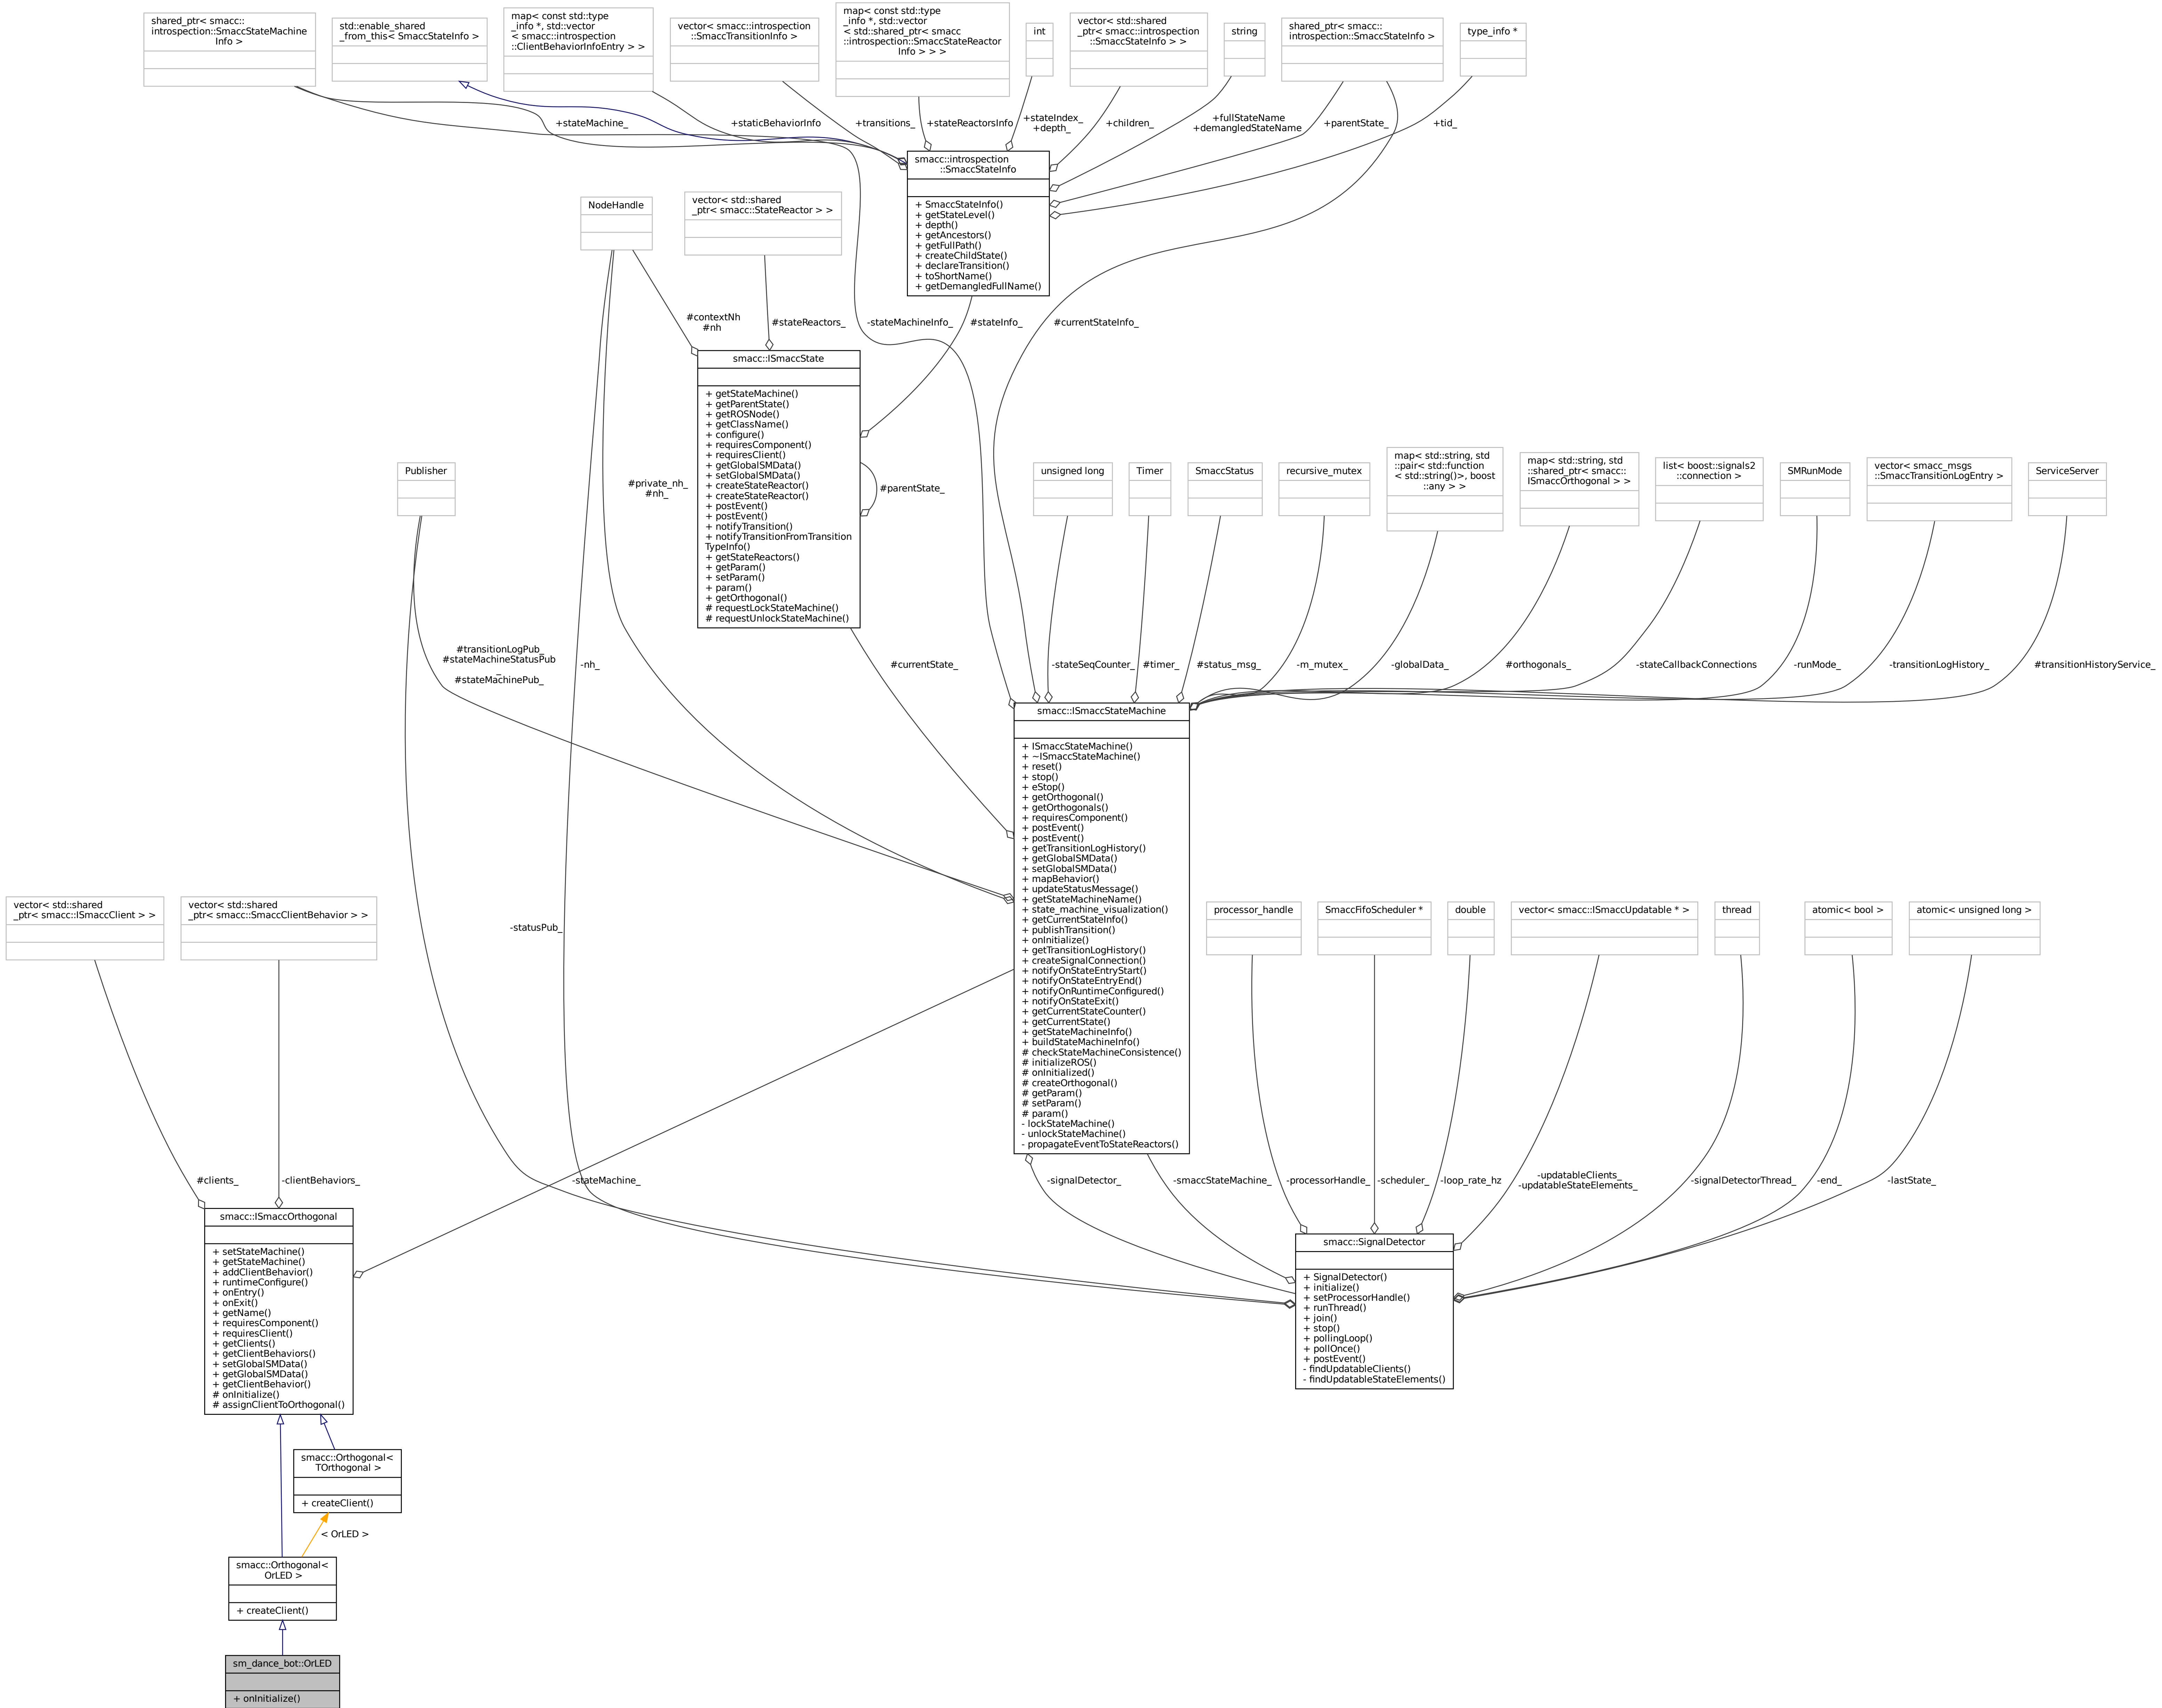 shared_ptr< smacc::
introspection::SmaccStateMachine
Info >
std::enable_shared
_from_this< SmaccStateInfo >
map< const std::type
_info *, std::vector
< smacc::introspection
::ClientBehaviorInfoEntry > >
vector< smacc::introspection
::SmaccTransitionInfo >
map< const std::type
_info *, std::vector
< std::shared_ptr< smacc
::introspection::SmaccStateReactor
Info > > >
int
vector< std::shared
_ptr< smacc::introspection
::SmaccStateInfo > >
string
shared_ptr< smacc::
introspection::SmaccStateInfo >
type_info *
+stateMachine_
+staticBehaviorInfo
+transitions_
+stateReactorsInfo
+stateIndex_
+depth_
+children_
+fullStateName
+demangledStateName
+parentState_
+tid_
smacc::introspection
::SmaccStateInfo
+ SmaccStateInfo()
+ getStateLevel()
+ depth()
+ getAncestors()
+ getFullPath()
+ createChildState()
+ declareTransition()
+ toShortName()
+ getDemangledFullName()
NodeHandle
vector< std::shared
_ptr< smacc::StateReactor > >
#contextNh
#nh
#stateReactors_
-stateMachineInfo_
#stateInfo_
#currentStateInfo_
smacc::ISmaccState
+ getStateMachine()
+ getParentState()
+ getROSNode()
+ getClassName()
+ configure()
+ requiresComponent()
+ requiresClient()
+ getGlobalSMData()
+ setGlobalSMData()
+ createStateReactor()
+ createStateReactor()
+ postEvent()
+ postEvent()
+ notifyTransition()
+ notifyTransitionFromTransition
TypeInfo()
+ getStateReactors()
+ getParam()
+ setParam()
+ param()
+ getOrthogonal()
# requestLockStateMachine()
# requestUnlockStateMachine()
#parentState_
#private_nh_
#nh_
Publisher
unsigned long
Timer
SmaccStatus
recursive_mutex
map< std::string, std
::pair< std::function
< std::string()>, boost
::any > >
map< std::string, std
::shared_ptr< smacc::
ISmaccOrthogonal > >
list< boost::signals2
::connection >
SMRunMode
vector< smacc_msgs
::SmaccTransitionLogEntry >
ServiceServer
#transitionLogPub_
#stateMachineStatusPub
_
#stateMachinePub_
-nh_
#currentState_
-stateSeqCounter_
#timer_
#status_msg_
-m_mutex_
-globalData_
#orthogonals_
-stateCallbackConnections
-runMode_
-transitionLogHistory_
#transitionHistoryService_
smacc::ISmaccStateMachine
+ ISmaccStateMachine()
+ ~ISmaccStateMachine()
+ reset()
+ stop()
+ eStop()
+ getOrthogonal()
+ getOrthogonals()
+ requiresComponent()
+ postEvent()
+ postEvent()
+ getTransitionLogHistory()
+ getGlobalSMData()
+ setGlobalSMData()
+ mapBehavior()
+ updateStatusMessage()
+ getStateMachineName()
+ state_machine_visualization()
+ getCurrentStateInfo()
+ publishTransition()
+ onInitialize()
+ getTransitionLogHistory()
+ createSignalConnection()
+ notifyOnStateEntryStart()
+ notifyOnStateEntryEnd()
+ notifyOnRuntimeConfigured()
+ notifyOnStateExit()
+ getCurrentStateCounter()
+ getCurrentState()
+ getStateMachineInfo()
+ buildStateMachineInfo()
# checkStateMachineConsistence()
# initializeROS()
# onInitialized()
# createOrthogonal()
# getParam()
# setParam()
# param()
- lockStateMachine()
- unlockStateMachine()
- propagateEventToStateReactors()
vector< std::shared
_ptr< smacc::ISmaccClient > >
vector< std::shared
_ptr< smacc::SmaccClientBehavior > >
-statusPub_
processor_handle
SmaccFifoScheduler *
double
vector< smacc::ISmaccUpdatable * >
thread
atomic< bool >
atomic< unsigned long >
#clients_
-clientBehaviors_
-stateMachine_
-signalDetector_
-smaccStateMachine_
-processorHandle_
-scheduler_
-loop_rate_hz
-updatableClients_
-updatableStateElements_
-signalDetectorThread_
-end_
-lastState_
smacc::ISmaccOrthogonal
+ setStateMachine()
+ getStateMachine()
+ addClientBehavior()
+ runtimeConfigure()
+ onEntry()
+ onExit()
+ getName()
+ requiresComponent()
+ requiresClient()
+ getClients()
+ getClientBehaviors()
+ setGlobalSMData()
+ getGlobalSMData()
+ getClientBehavior()
# onInitialize()
# assignClientToOrthogonal()
smacc::SignalDetector
+ SignalDetector()
+ initialize()
+ setProcessorHandle()
+ runThread()
+ join()
+ stop()
+ pollingLoop()
+ pollOnce()
+ postEvent()
- findUpdatableClients()
- findUpdatableStateElements()
smacc::Orthogonal<
TOrthogonal >
+ createClient()
< OrLED >
smacc::Orthogonal<
OrLED >
+ createClient()
sm_dance_bot::OrLED
+ onInitialize()